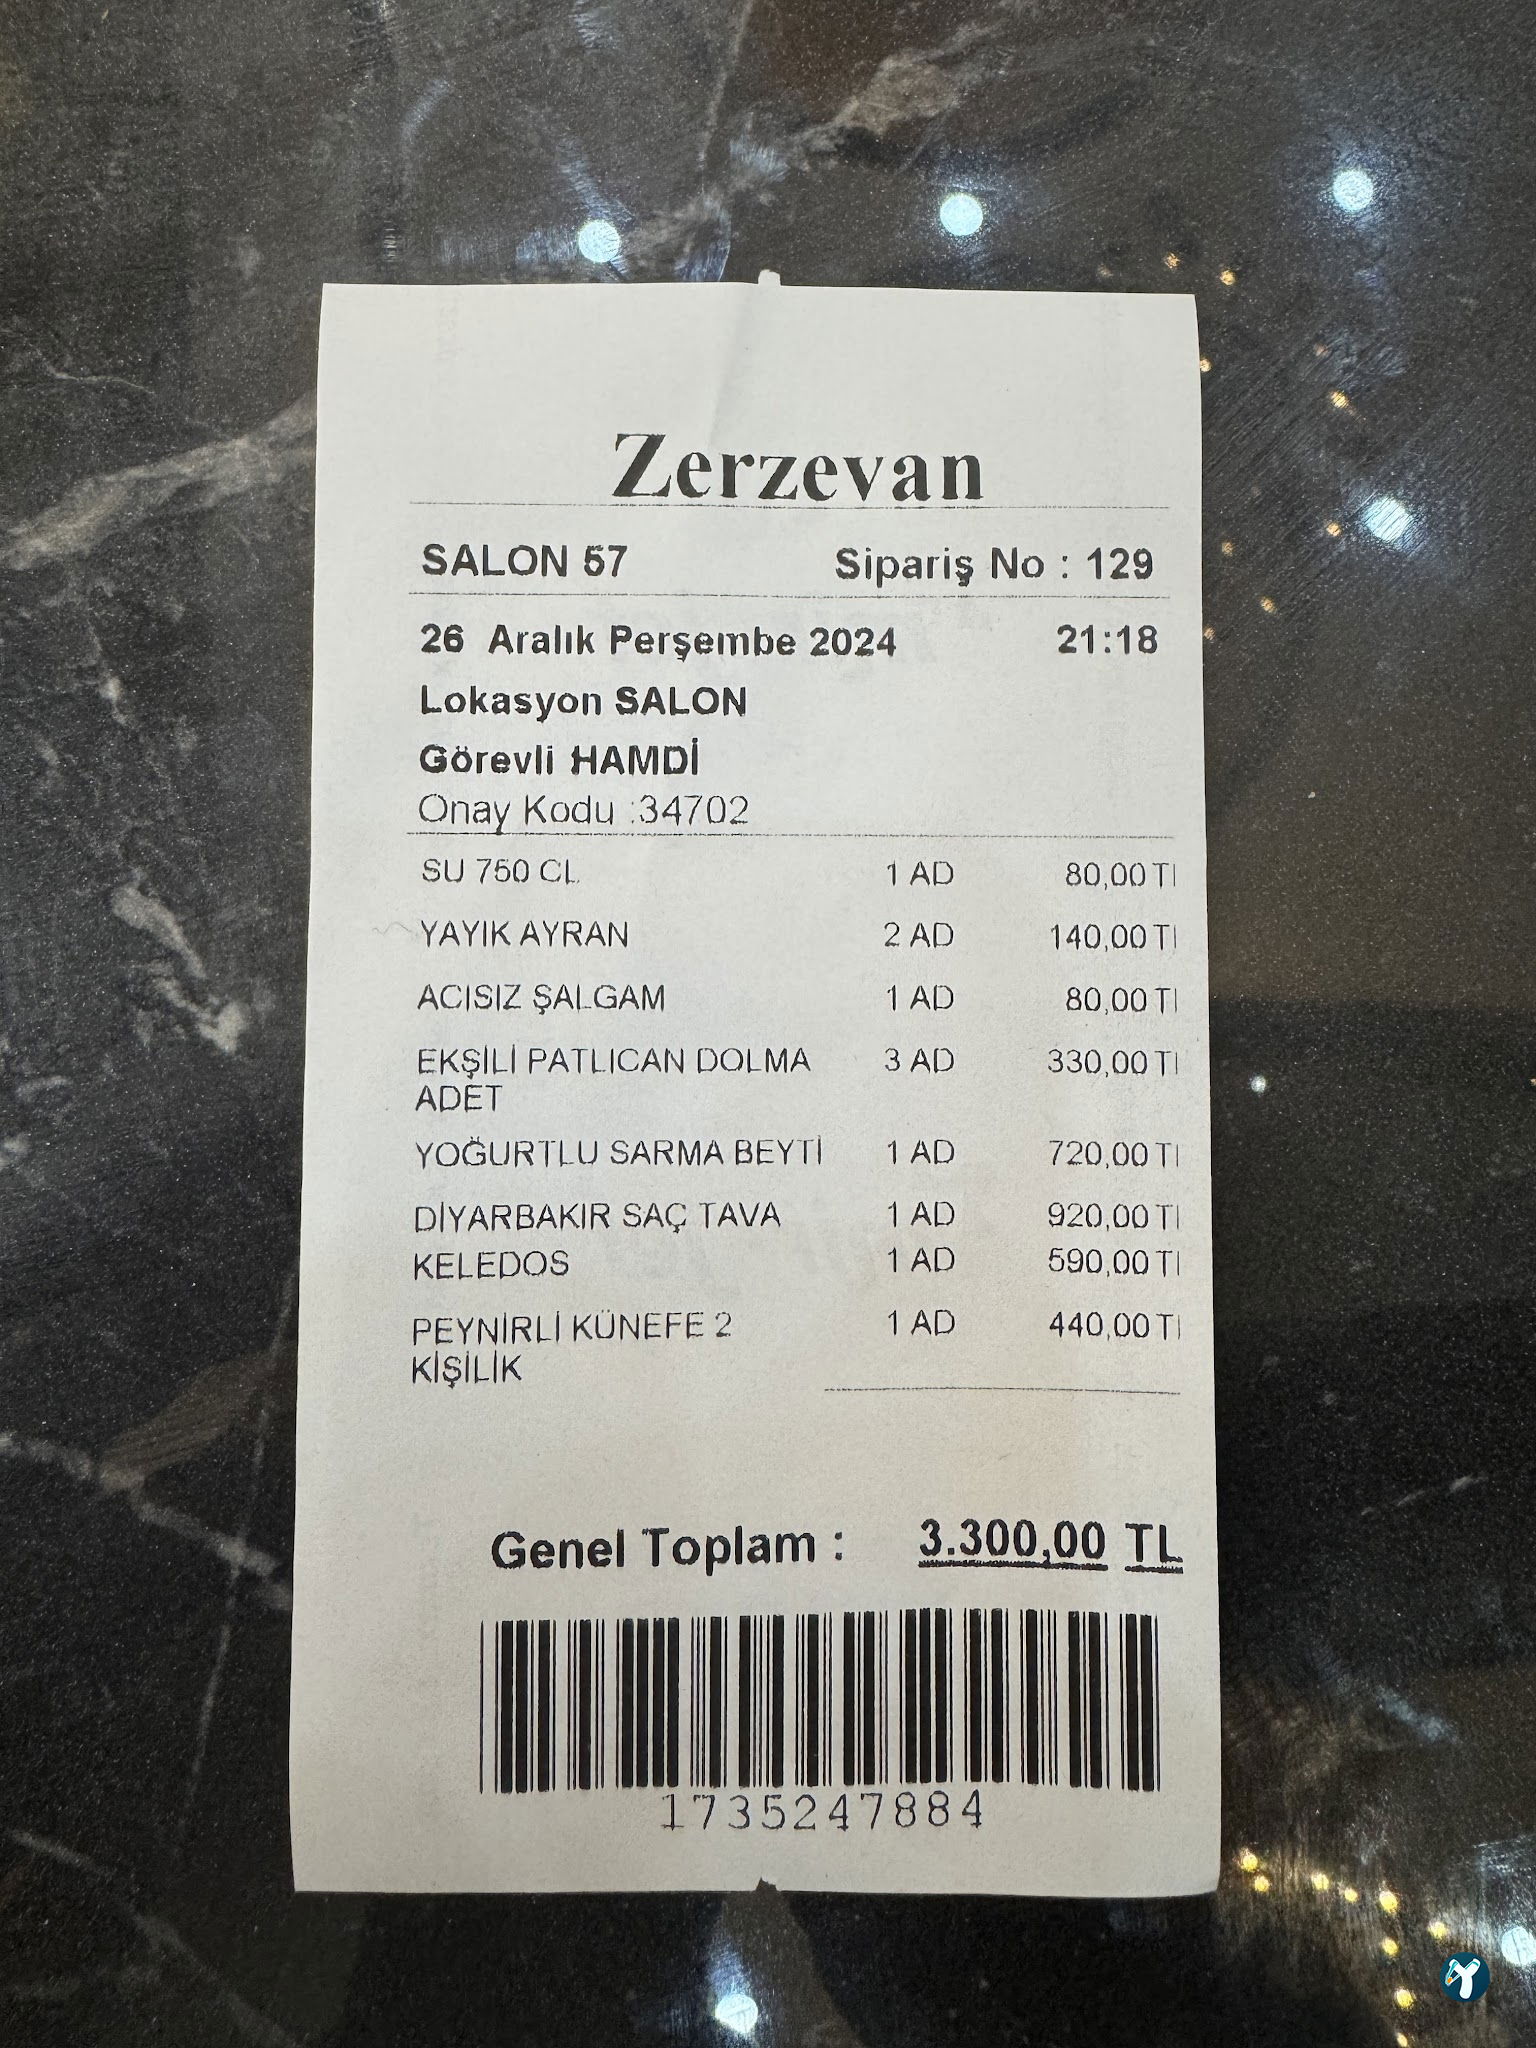 Zerzevan
SALON 57 Sipariş No : 129
26 Aralık Perşembe 2024 21:18
Lokasyon SALON
Görevli HAMDİ
Onay Kodu :34702
SU 750 CL 1 AD 80,00 Tl
YAYIK AYRAN 2 AD 140,00 Tl
ACISIZ ŞALGAM 1 AD 80,00 Tl
EKŞİLİ PATLICAN DOLMA 3 AD 330,00 Tl
ADET
YOĞURTLU SARMA BEYTİ 1 AD 720,00 Tl
DİYARBAKIR SAÇ TAVA 1 AD 920,00 Tl
KELEDOS 1 AD 590,00 Tl
PEYNİRLİ KÜNEFE 2 1 AD 440,00 Tl
KİŞİLİK
Genel Toplam : 3.300,00 TL
1735247884